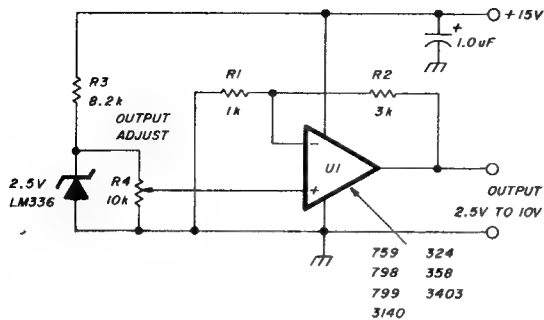 +15V
+
1.0uF
R3
8.2k
R1
1k
R2
3k
OUTPUT
ADJUST
2.5V
LM336
R4
10k
-
+
U1
OUTPUT
2.5V TO 10V
759 324
798 358
799 3403
3140